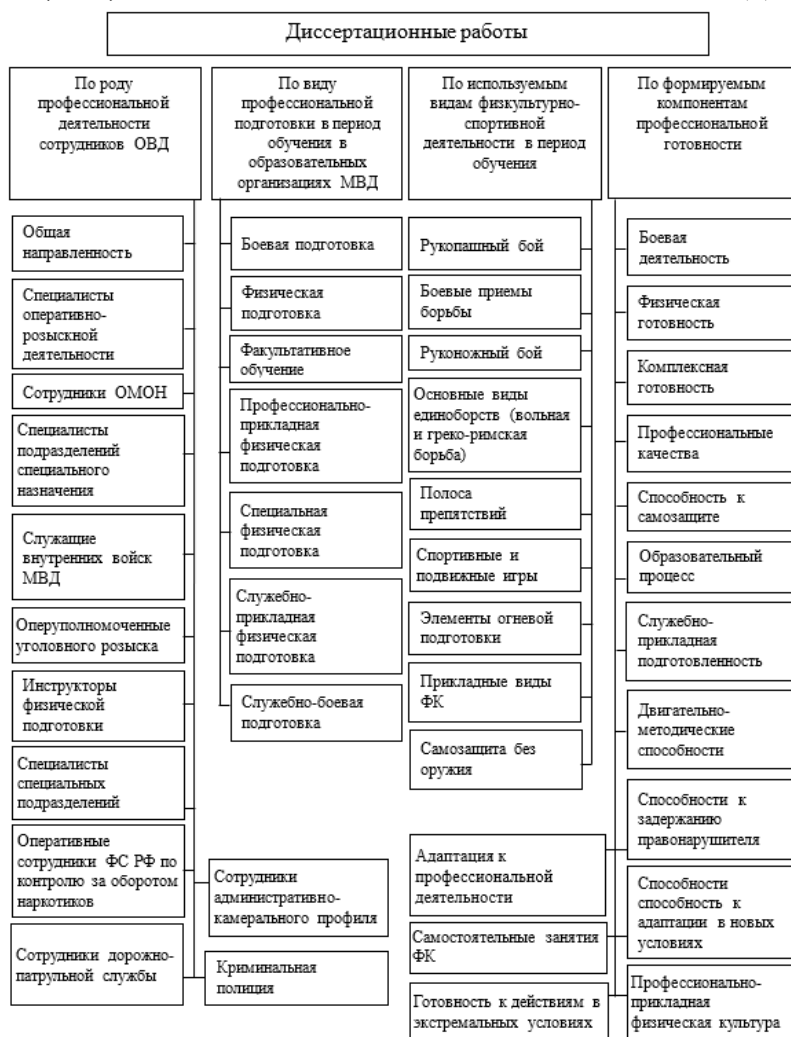 Диссертационные работы
По роду
профессиональной
деятельности
сотрудников ОВД
По виду
профессиональной
подготовки в период
обучения в
образовательных
организациях МВД
По используемым
видам физкультурно-
спортивной
деятельности в период
обучения
По формируемым
компонентам
профессиональной
готовности
Общая
направленность
Специалисты
оперативно-
розыскной
деятельности
Сотрудники ОМОН
Специалисты
подразделений
специального
назначения
Служащие
внутренних войск
МВД
Оперуполномоченные
уголовного розыска
Инструкторы
физической
подготовки
Специалисты
специальных
подразделений
Оперативные
сотрудники ФС РФ по
контролю за оборотом
наркотиков
Сотрудники дорожно-
патрульной службы
Боевая подготовка
Физическая
подготовка
Факультативное
обучение
Профессионально-
прикладная
физическая
подготовка
Специальная
физическая
подготовка
Служебно-
прикладная
физическая
подготовка
Служебно-боевая
подготовка
Сотрудники
административно-
камерального профиля
Криминальная
полиция
Рукопашный бой
Боевые приемы
борьбы
Руконожный бой
Основные виды
единоборств (вольная
и греко-римская
борьба)
Полоса
препятствий
Спортивные и
подвижные игры
Элементы огневой
подготовки
Прикладные виды
ФК
Самозащита без
оружия
Адаптация к
профессиональной
деятельности
Самостоятельные занятия
ФК
Готовность к действиям в
экстремальных условиях
Боевая
деятельность
Физическая
готовность
Комплексная
готовность
Профессиональные
качества
Способность к
самозащите
Образовательный
процесс
Служебно-
прикладная
подготовленность
Двигательно-
методические
способности
Способности к
задержанию
правонарушителя
Способности
способность к
адаптации в новых
условиях
Профессионально-
прикладная
физическая культура